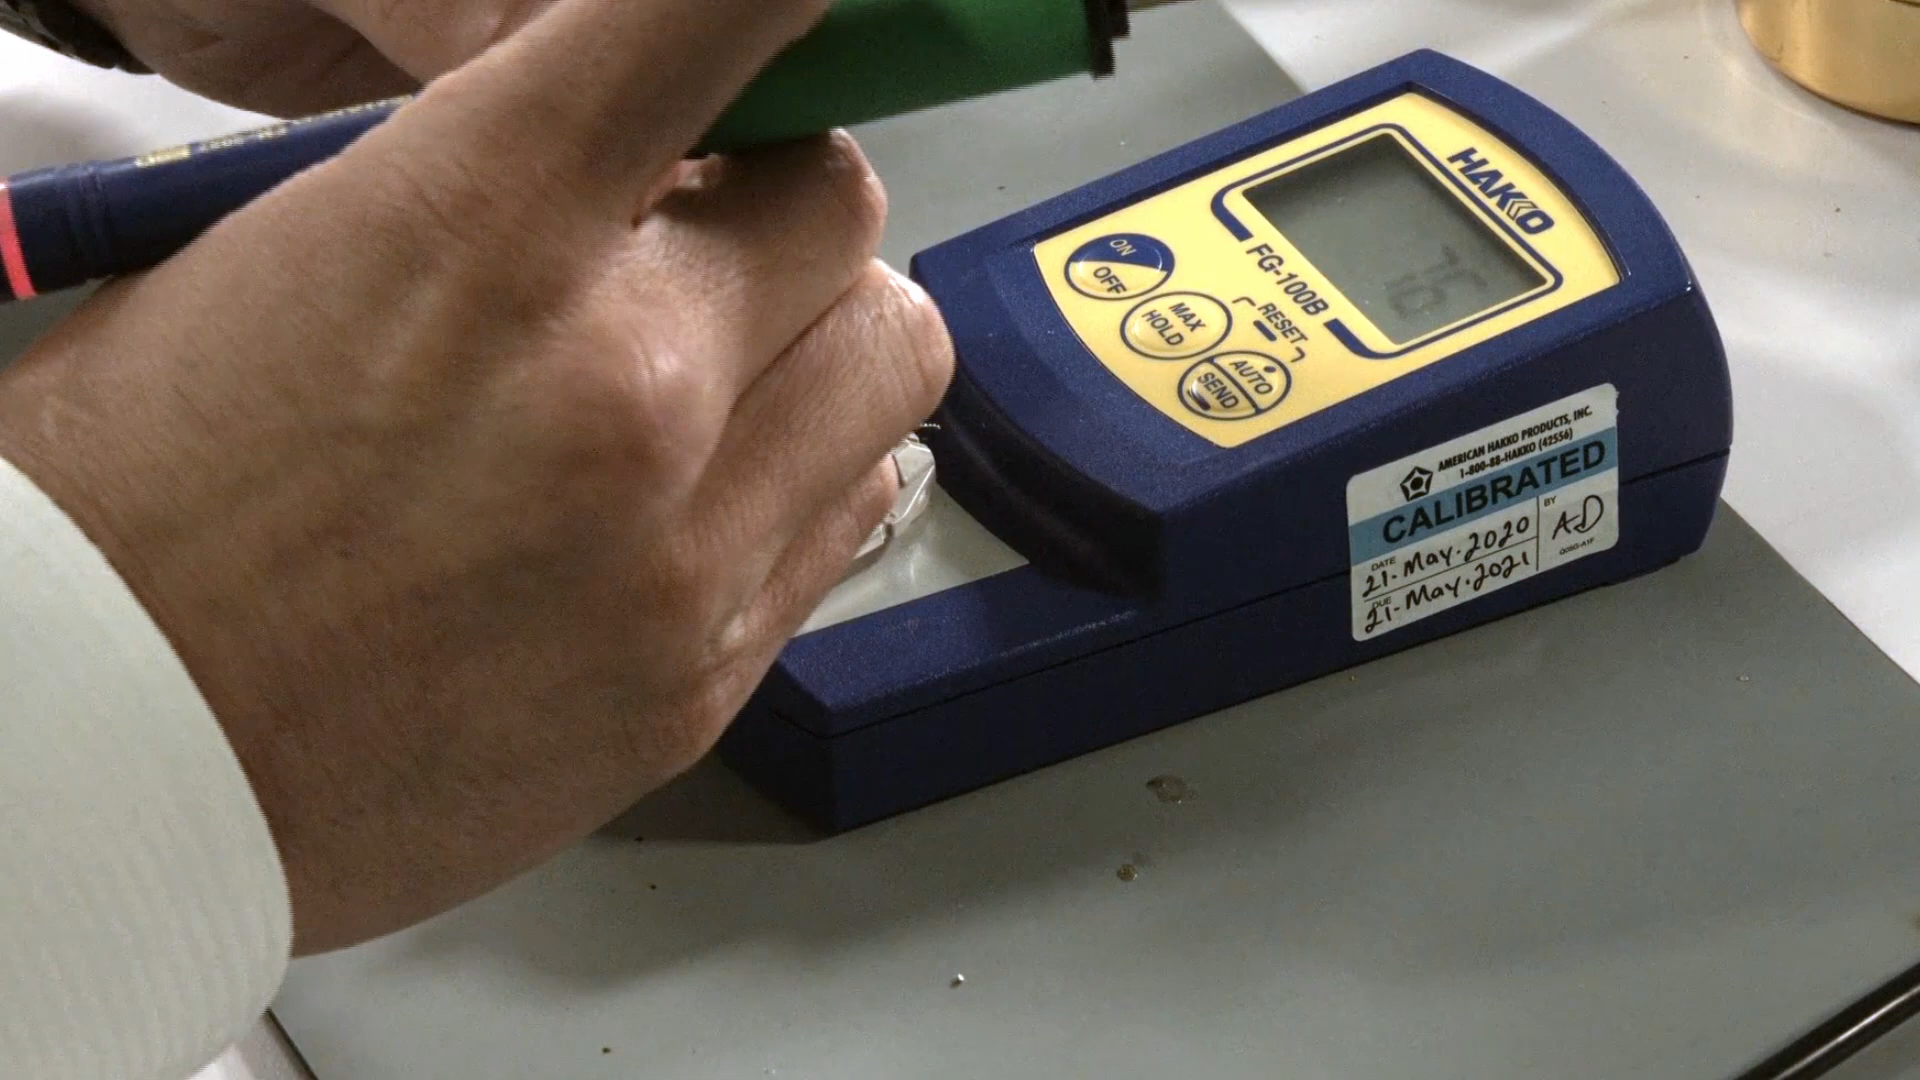 HAKKO
FG-100B
ON
OFF
MAX
HOLD
RESET
AUTO
SEND
76
AMERICAN HAKKO PRODUCTS, INC.
1-800-88-HAKKO (42556)
CALIBRATED
DATE 21-May-2020
DUE 21-May-2021
BY AD